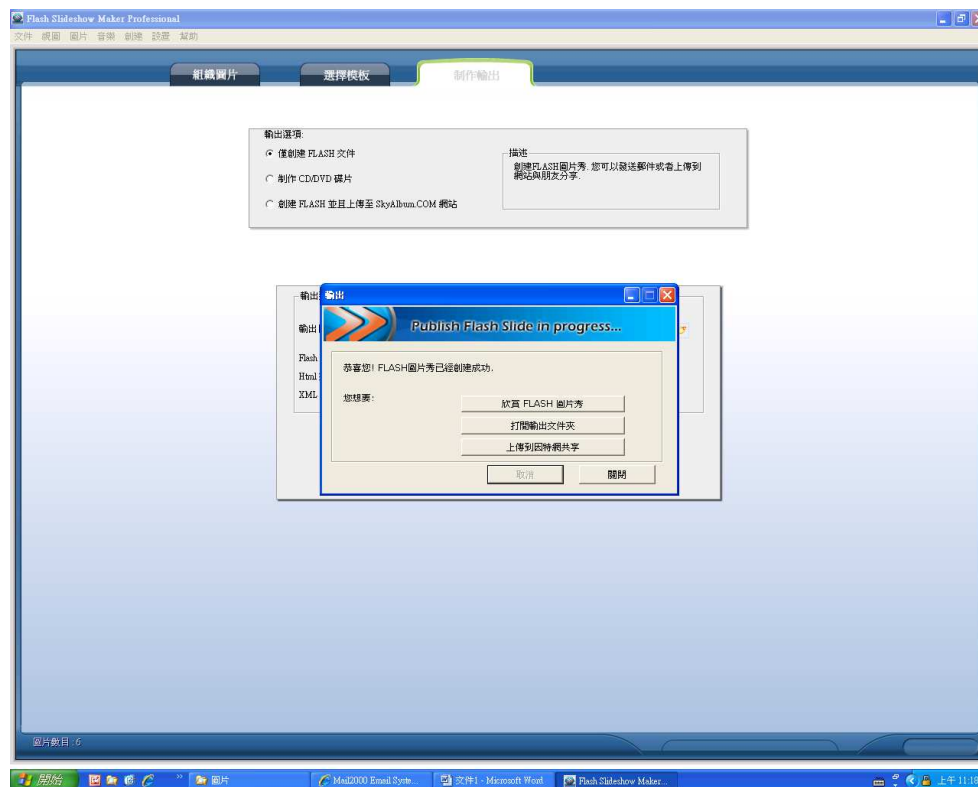 Flash Slideshow Maker Professional
文件 視圖 圖片 音樂 創建 設置 幫助
組織圖片 選擇模板 制作輸出
輸出選項:
僅創建 FLASH 文件
制作 CD/DVD 碟片
創建 FLASH 並且上傳至 SkyAlbum.COM 網站
描述
創建FLASH圖片秀. 您可以發送郵件或者上傳到
網站與朋友分享.
輸出
輸出
Flash
Html
XML
輸出
Publish Flash Slide in progress...
恭喜您! FLASH圖片秀已經創建成功.
您想要:
欣賞 FLASH 圖片秀
打開輸出文件夾
上傳到因特網共享
取消 關閉
圖片數目 :6
開始 圖片 Mail2000 Email Syste... 文件1 - Microsoft Word Flash Slideshow Maker... 上午 11:18